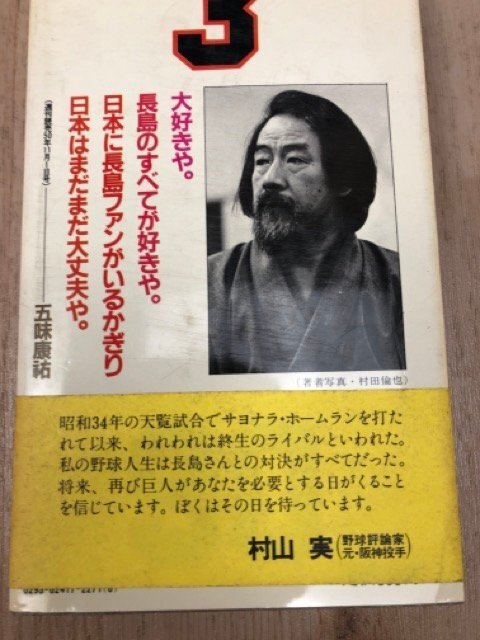 3
大好きや。
長島のすべてが好きや。
日本に長島ファンがいるかぎり
日本はまだまだ大丈夫や。
五味康祐
(著者写真・村田倫也)
昭和34年の天覧試合でサヨナラ・ホームランを打た
れて以来、われわれは終生のライバルといわれた。
私の野球人生は長島さんとの対決がすべてだった。
将来、再び巨人があなたを必要とする日がくること
を信じています。ぼくはその日を待っています。
村山 実(野球評論家
元・阪神投手)